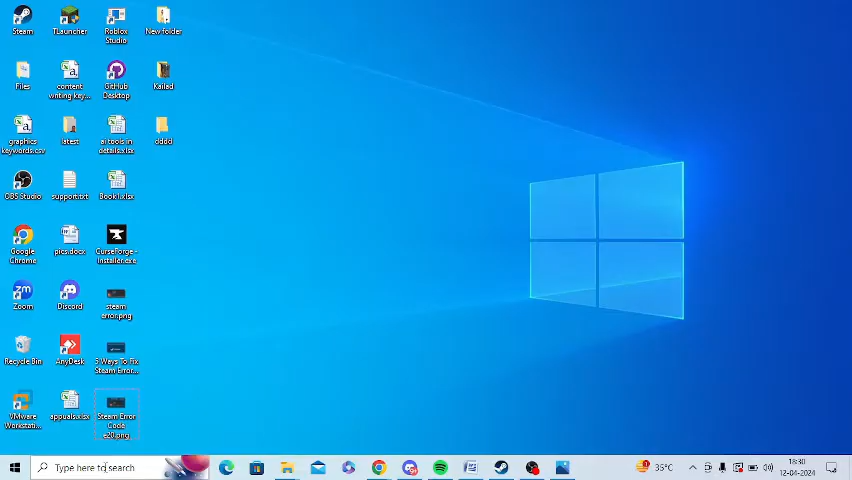 Steam
TLauncher
Roblox
Studio
New folder
Files
content
writing key...
GitHub
Desktop
Kailad
graphics
keywords.csv
latest
ai tools in
details.xlsx
dddd
OBS Studio
support.txt
Book1.xlsx
Google
Chrome
pics.docx
CurseForge -
Installer.exe
Zoom
Discord
steam
error.png
Recycle Bin
AnyDesk
5 Ways To Fix
Steam Error...
VMware
Workstati...
appuals.xlsx
Steam Error
Code
e20.png
Type here to search
35°C
18:30
12-04-2024